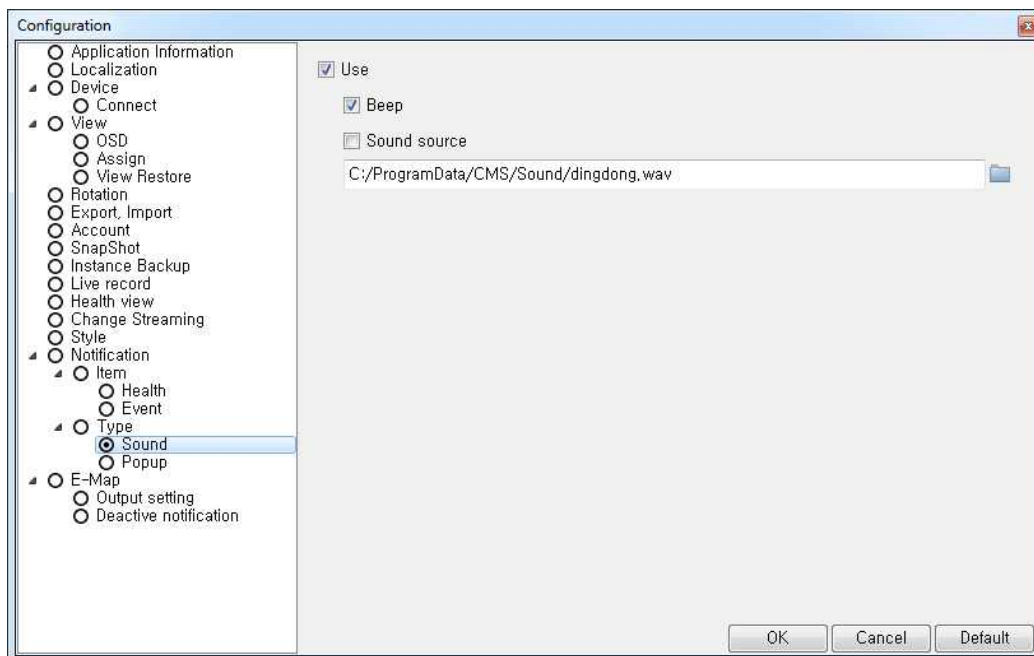 Configuration
Application Information
Localization
Device
Connect
View
OSD
Assign
View Restore
Rotation
Export, Import
Account
SnapShot
Instance Backup
Live record
Health view
Change Streaming
Style
Notification
Item
Health
Event
Type
Sound
Popup
E-Map
Output setting
Deactive notification
Use
Beep
Sound source
C:/ProgramData/CMS/Sound/dingdong.wav
OK
Cancel
Default